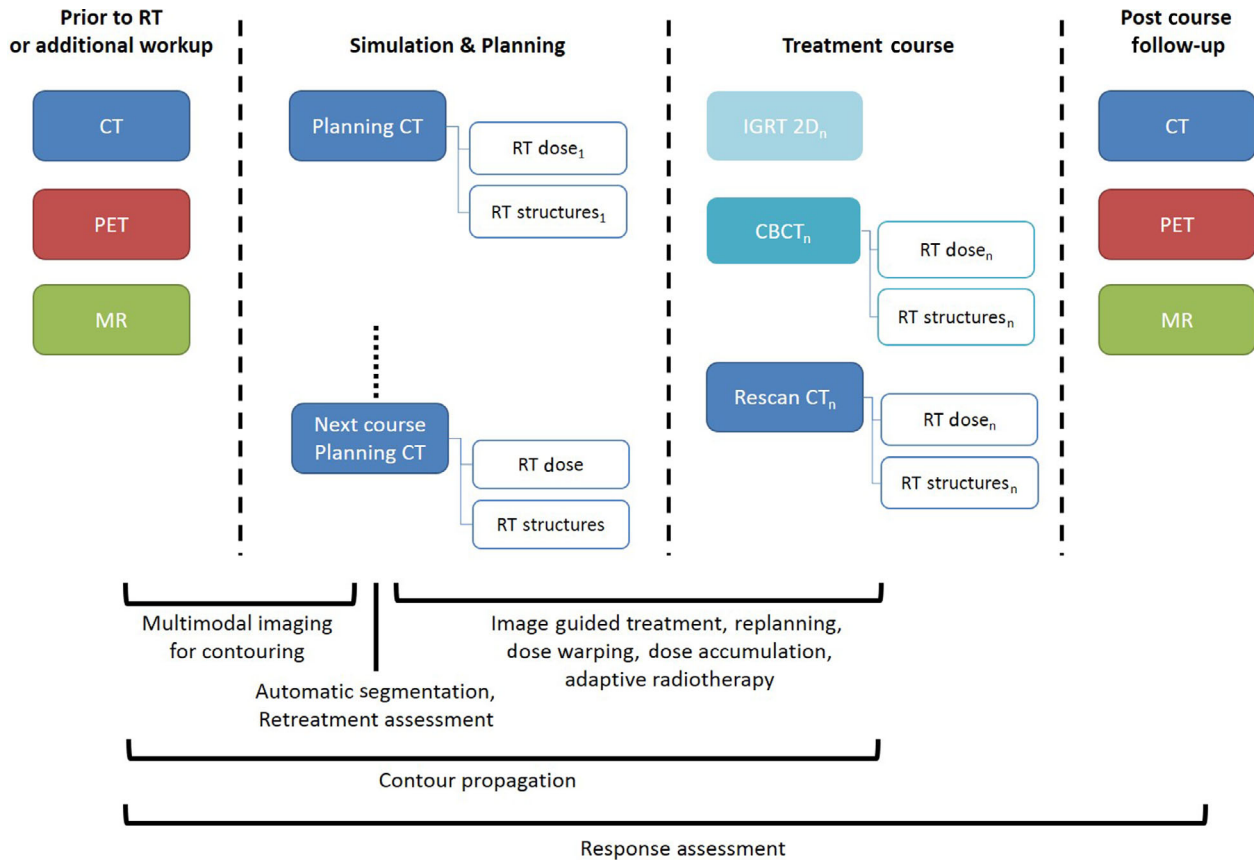 Prior to RT
or additional workup
CT
PET
MR
Simulation & Planning
Planning CT
RT dose₁
RT structures₁
Next course
Planning CT
RT dose
RT structures
Treatment course
IGRT 2Dₙ
CBCTₙ
RT doseₙ
RT structuresₙ
Rescan CTₙ
RT doseₙ
RT structuresₙ
Post course
follow-up
CT
PET
MR
Multimodal imaging
for contouring
Automatic segmentation,
Retreatment assessment
Image guided treatment, replanning,
dose warping, dose accumulation,
adaptive radiotherapy
Contour propagation
Response assessment